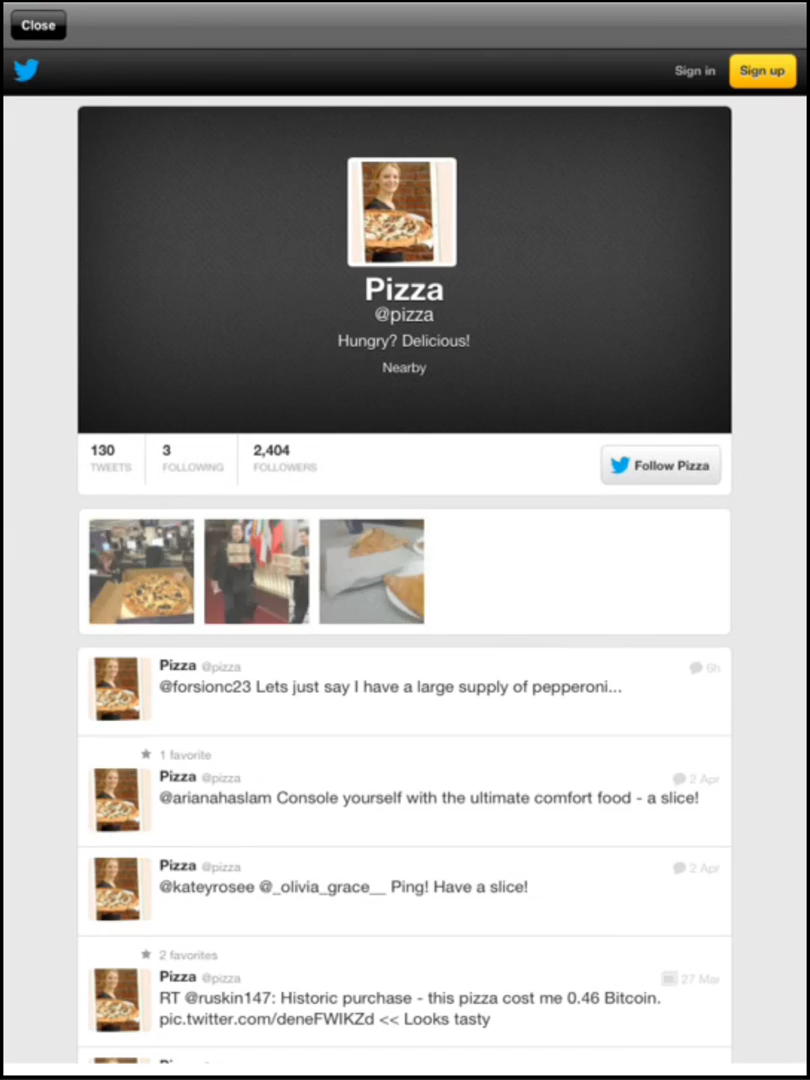 Close
Sign in
Sign up
Pizza
@pizza
Hungry? Delicious!
Nearby
130
TWEETS
3
FOLLOWING
2,404
FOLLOWERS
Follow Pizza
Pizza @pizza
6h
@forsionc23 Lets just say I have a large supply of pepperoni...
1 favorite
Pizza @pizza
2 Apr
@arianahaslam Console yourself with the ultimate comfort food - a slice!
Pizza @pizza
2 Apr
@kateyrosee @_olivia_grace__ Ping! Have a slice!
2 favorites
Pizza @pizza
27 Mar
RT @ruskin147: Historic purchase - this pizza cost me 0.46 Bitcoin.
pic.twitter.com/deneFWIKZd << Looks tasty